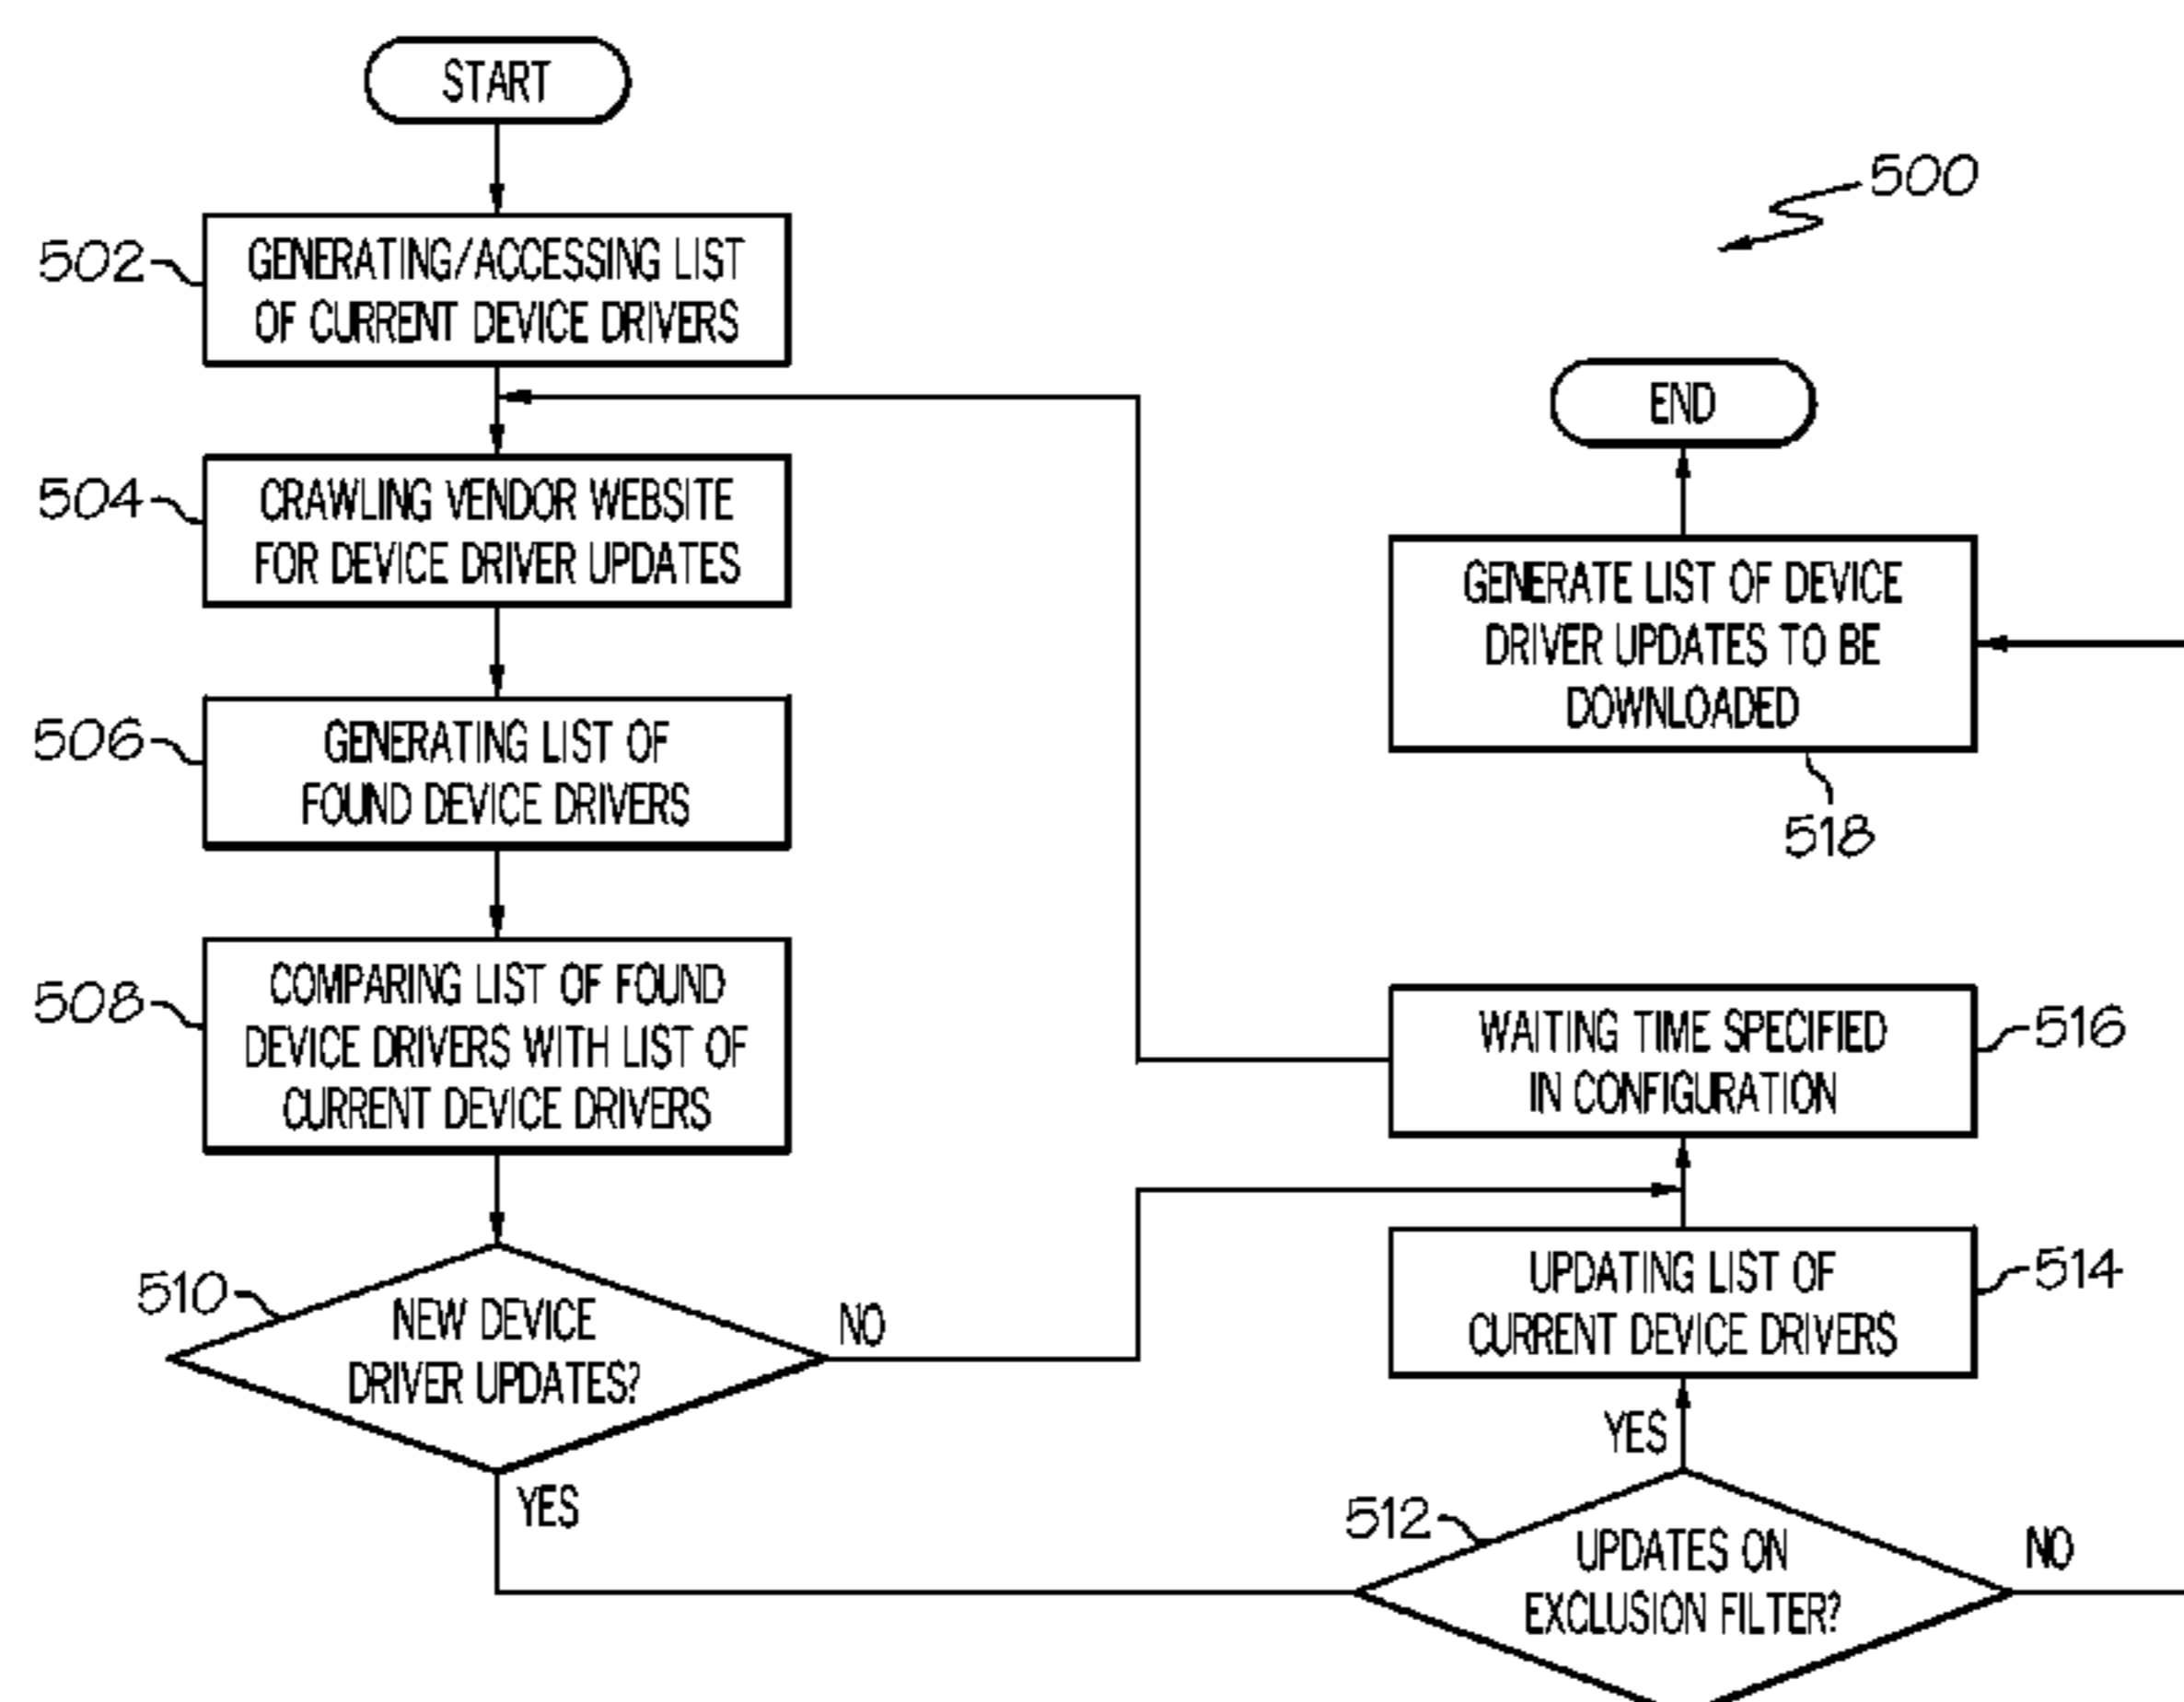 START
500
502
GENERATING/ACCESSING LIST
OF CURRENT DEVICE DRIVERS
END
504
CRAWLING VENDOR WEBSITE
FOR DEVICE DRIVER UPDATES
GENERATE LIST OF DEVICE
DRIVER UPDATES TO BE
DOWNLOADED
518
506
GENERATING LIST OF
FOUND DEVICE DRIVERS
508
COMPARING LIST OF FOUND
DEVICE DRIVERS WITH LIST OF
CURRENT DEVICE DRIVERS
WAITING TIME SPECIFIED
IN CONFIGURATION
516
510
NEW DEVICE
DRIVER UPDATES?
NO
YES
UPDATING LIST OF
CURRENT DEVICE DRIVERS
514
YES
512
UPDATES ON
EXCLUSION FILTER?
NO